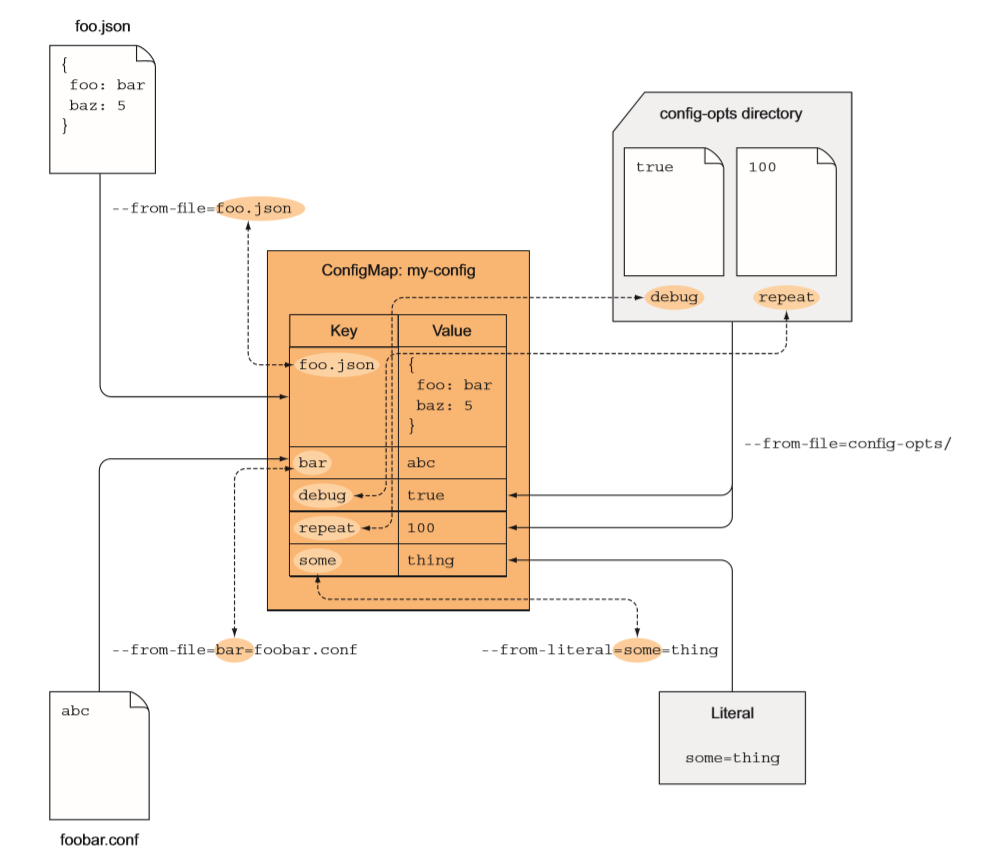 foo.json
{
foo: bar
baz: 5
}
--from-file=foo.json
config-opts directory
true
100
debug
repeat
--from-file=config-opts/
ConfigMap: my-config
Key Value
foo.json {
foo: bar
baz: 5
}
bar abc
debug true
repeat 100
some thing
--from-file=bar=foobar.conf
--from-literal=some=thing
abc
foobar.conf
Literal
some=thing